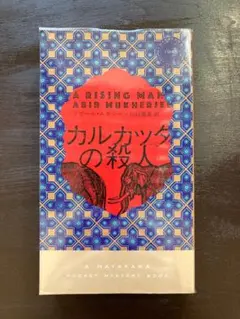 A RISING MAN
ABIR MUKHERJEE
カルカッタ
の殺人
A HAYAKAWA
POCKET MYSTERY BOOK